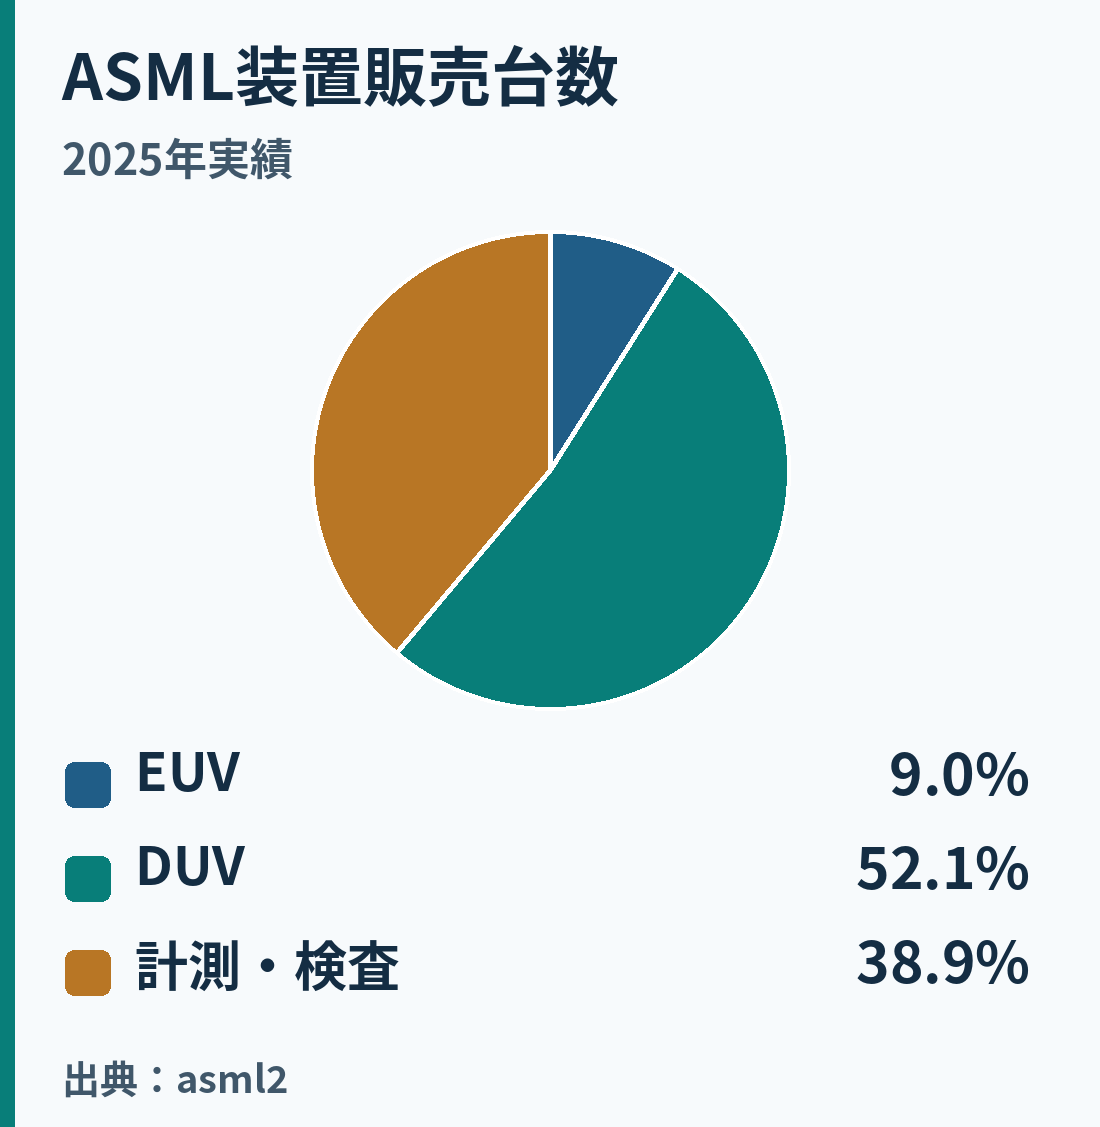 ASML装置販売台数
2025年実績
EUV 9.0%
DUV 52.1%
計測・検査 38.9%
出典：asml2